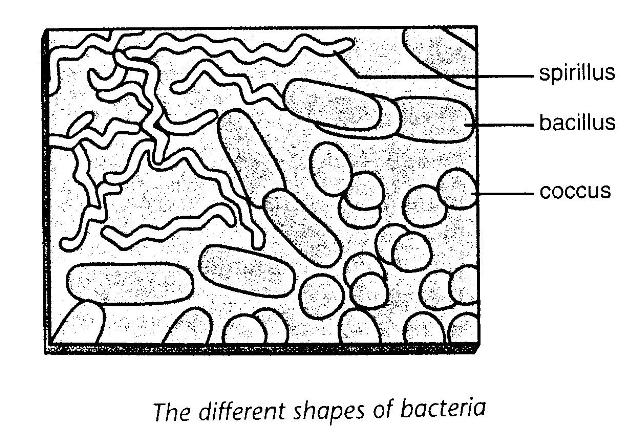 spirillus
bacillus
coccus
The different shapes of bacteria